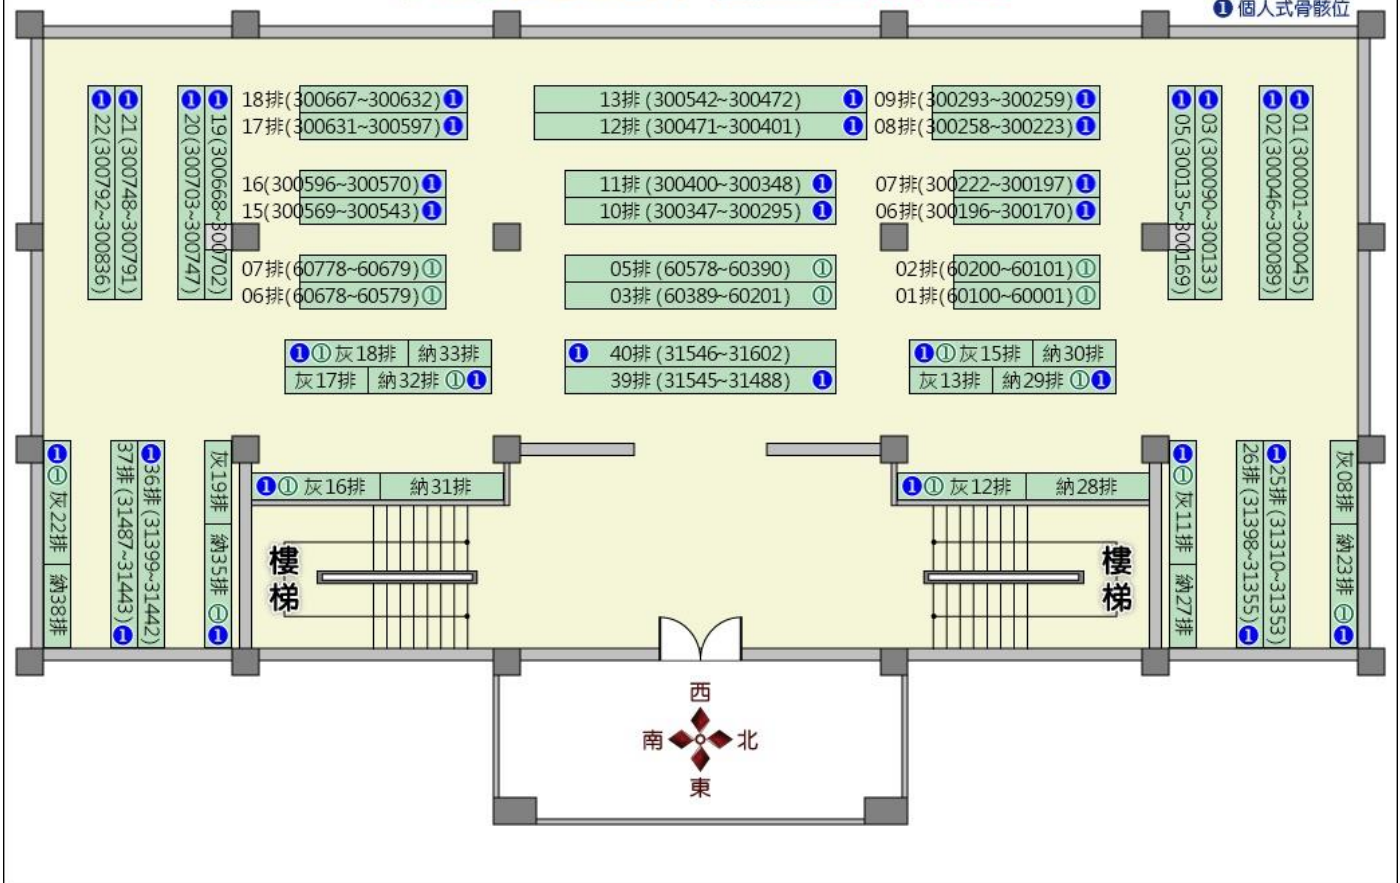 ❶ 個人式骨骸位
18排(300667~300632)❶
17排(300631~300597)❶
13排 (300542~300472) ❶
12排 (300471~300401) ❶
09排(300293~300259)❶
08排(300258~300223)❶
❶ 22(300792~300836)
❶ 21(300748~300791)
❶ 20(300703~300747)
❶ 19(300668~300702)
❶ 05(300135~300169)
❶ 03(300090~300133)
❶ 02(300046~300089)
❶ 01(300001~300045)
16(300596~300570)❶
15(300569~300543)❶
11排 (300400~300348) ❶
10排 (300347~300295) ❶
07排(300222~300197)❶
06排(300196~300170)❶
07排(60778~60679)①
06排(60678~60579)①
05排 (60578~60390) ①
03排 (60389~60201) ①
02排(60200~60101)①
01排(60100~60001)①
❶① 灰18排 納33排
灰17排 納32排 ①❶
❶ 40排 (31546~31602)
39排 (31545~31488) ❶
❶① 灰15排 納30排
灰13排 納29排 ①❶
❶① 灰22排 納38排
37排 (31487~31443) ❶
❶ 36排 (31399~31442)
灰19排 納35排 ①❶
❶① 灰16排 納31排
❶① 灰12排 納28排
❶① 灰11排 納27排
26排 (31398~31355) ❶
❶ 25排 (31310~31353)
灰08排 納23排 ①❶
樓梯
樓梯
西
南 北
東